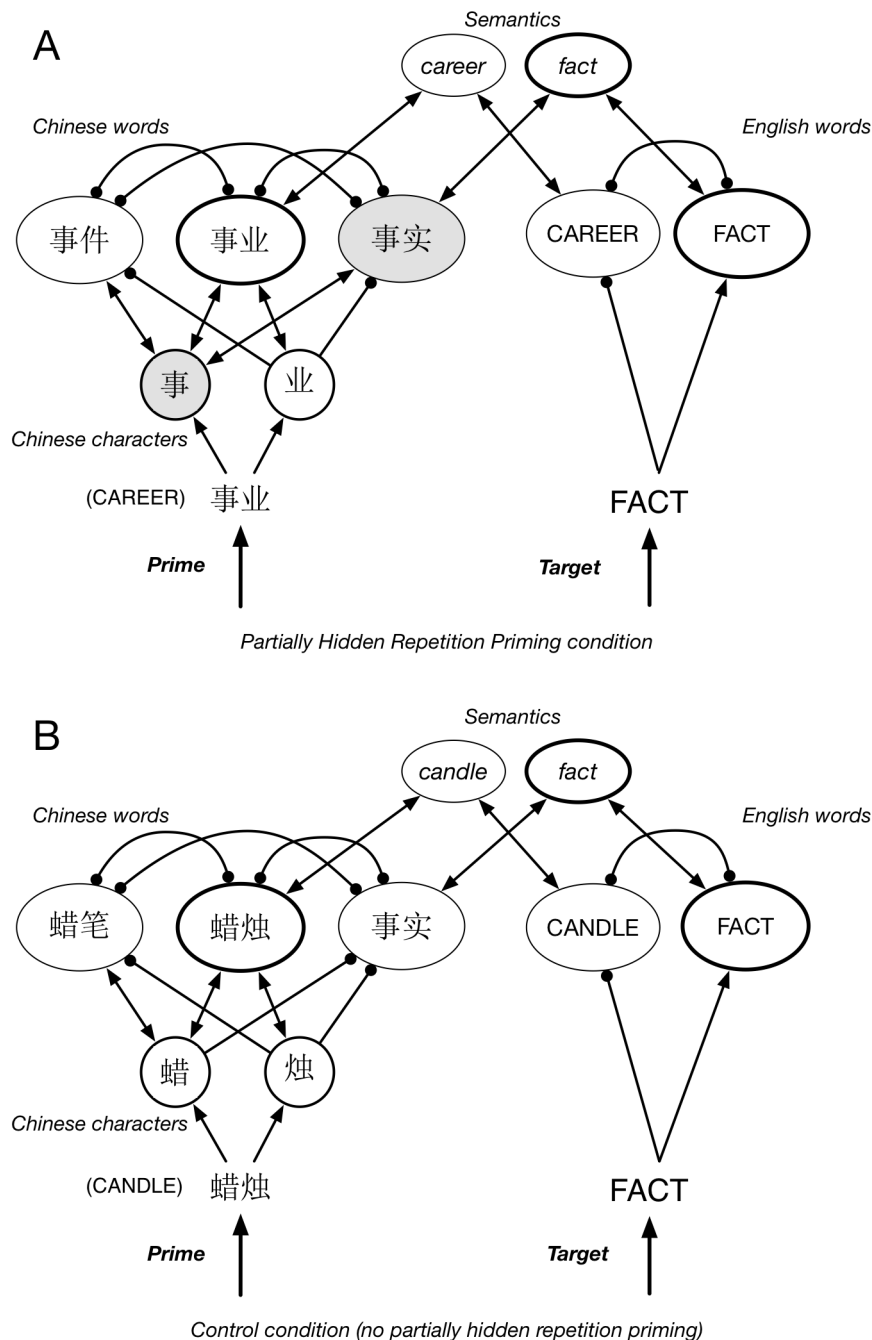 A
Semantics
career
fact
Chinese words
English words
事件
事业
事实
CAREER
FACT
事
业
Chinese characters
(CAREER) 事业
FACT
Prime
Target
Partially Hidden Repetition Priming condition
B
Semantics
candle
fact
Chinese words
English words
蜡笔
蜡烛
事实
CANDLE
FACT
蜡
烛
Chinese characters
(CANDLE) 蜡烛
FACT
Prime
Target
Control condition (no partially hidden repetition priming)